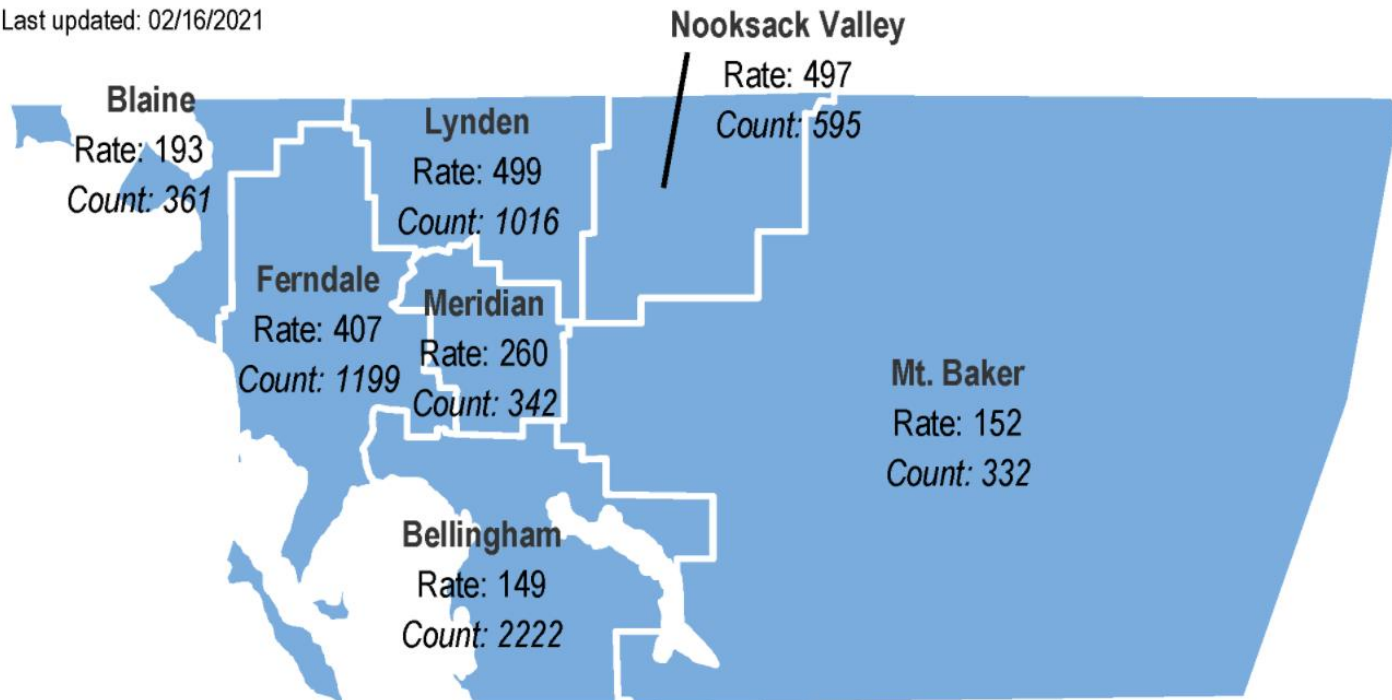 Last updated: 02/16/2021
Nooksack Valley
Rate: 497
Count: 595
Blaine
Rate: 193
Count: 361
Lynden
Rate: 499
Count: 1016
Ferndale
Rate: 407
Count: 1199
Meridian
Rate: 260
Count: 342
Mt. Baker
Rate: 152
Count: 332
Bellingham
Rate: 149
Count: 2222